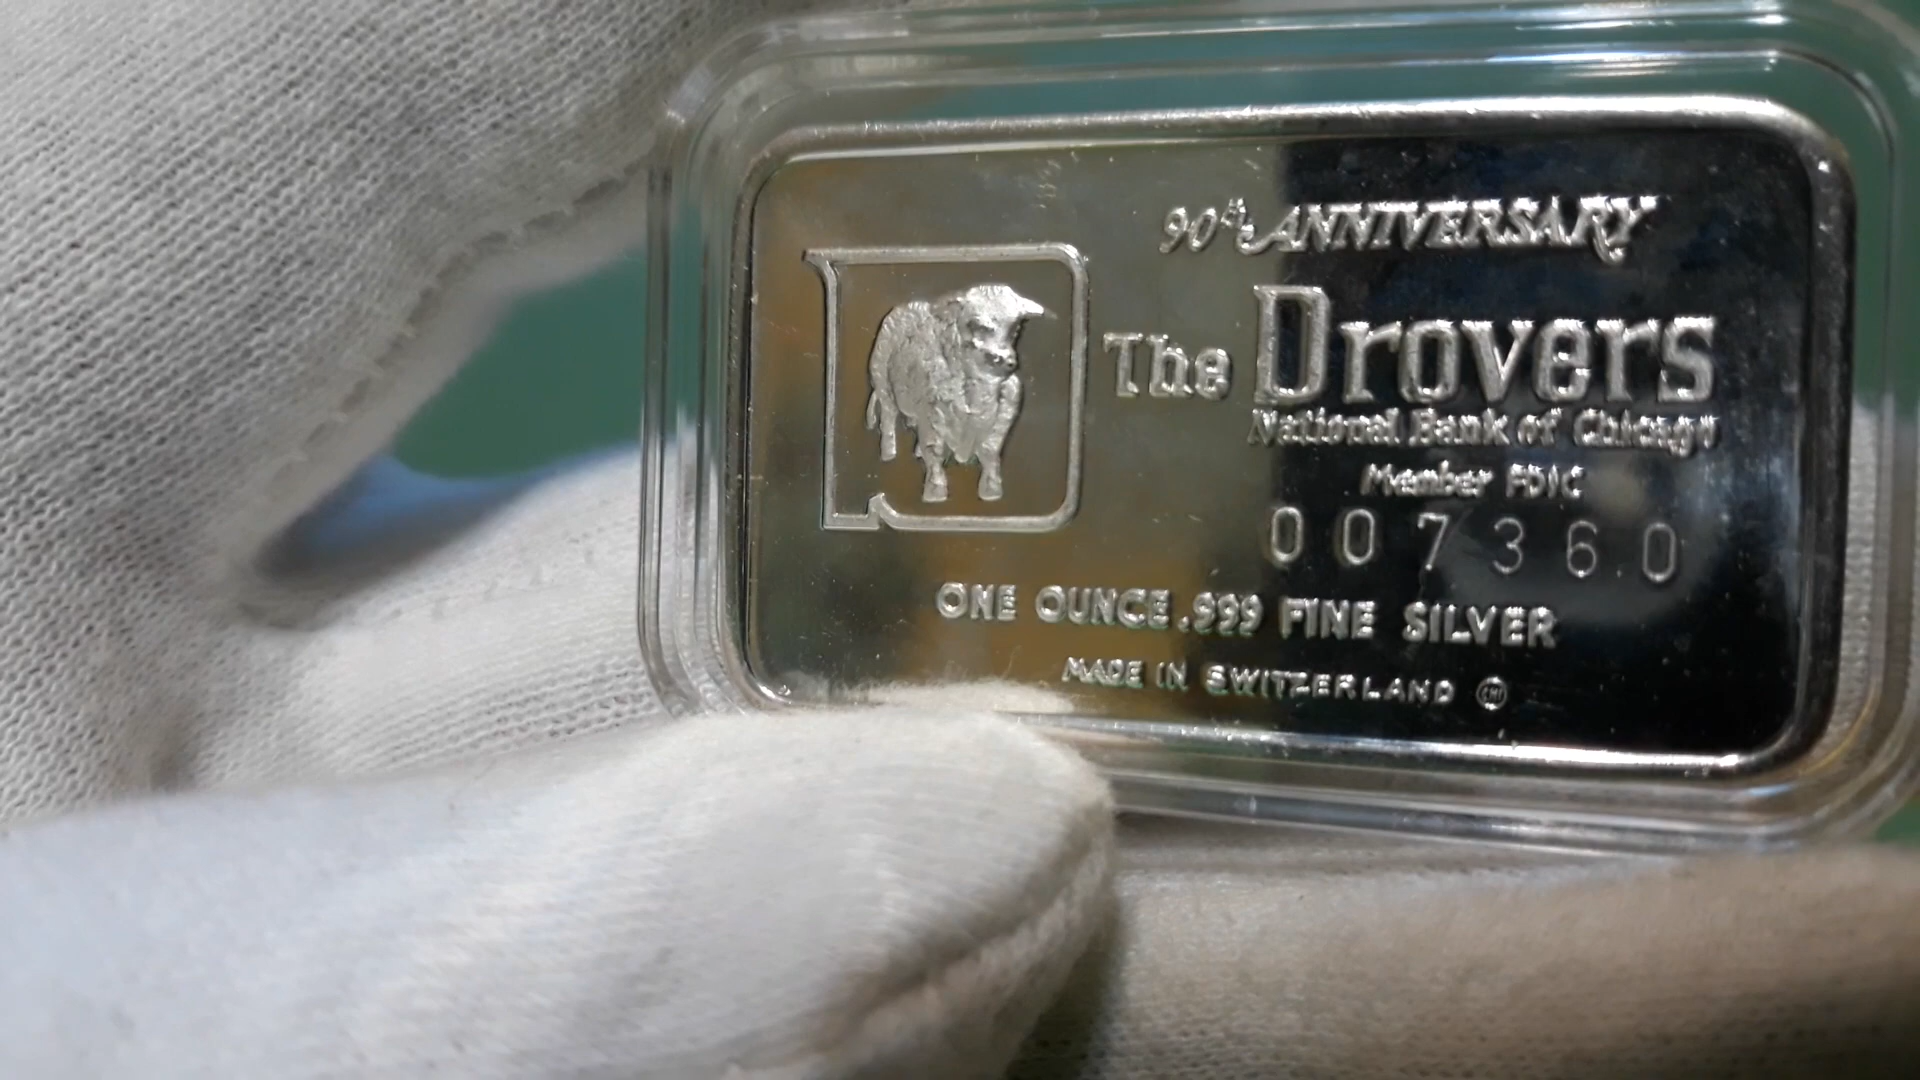 90th ANNIVERSARY
The Drovers
National Bank of Chicago
Member FDIC
007360
ONE OUNCE .999 FINE SILVER
MADE IN SWITZERLAND